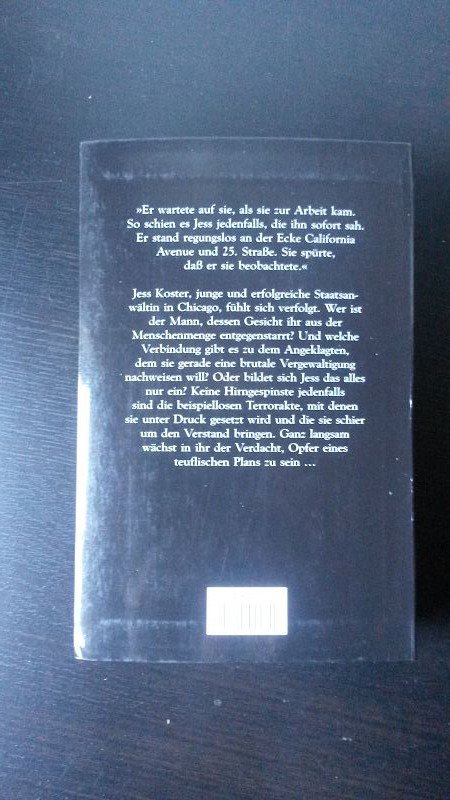 »Er wartete auf sie, als sie zur Arbeit kam.
So schien es Jess jedenfalls, die ihn sofort sah.
Er stand regungslos an der Ecke California
Avenue und 25. Straße. Sie spürte,
daß er sie beobachtete.«
Jess Koster, junge und erfolgreiche Staatsan-
wältin in Chicago, fühlt sich verfolgt. Wer ist
der Mann, dessen Gesicht ihr aus der
Menschenmenge entgegenstarrt? Und welche
Verbindung gibt es zu dem Angeklagten,
dem sie gerade eine brutale Vergewaltigung
nachweisen will? Oder bildet sich Jess das alles
nur ein? Keine Hirngespinste jedenfalls
sind die beispiellosen Terrorakte, mit denen
sie unter Druck gesetzt wird und die sie schier
um den Verstand bringen. Ganz langsam
wächst in ihr der Verdacht, Opfer eines
teuflischen Plans zu sein ...